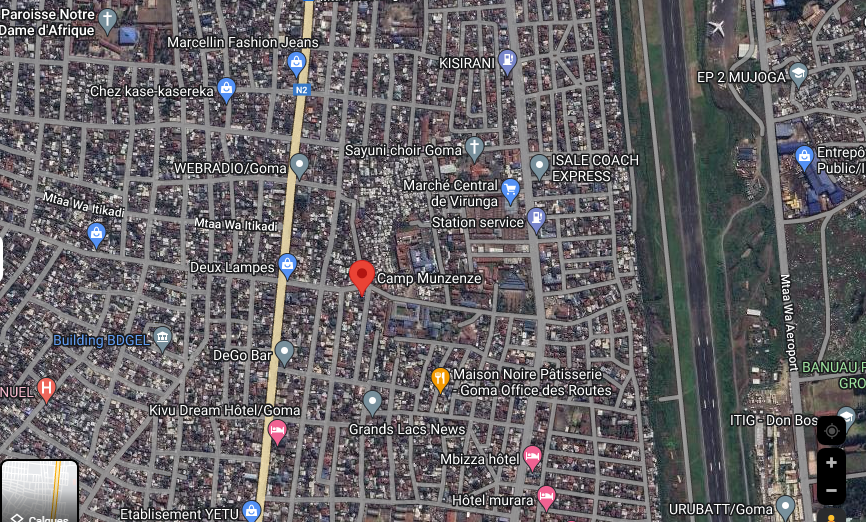 Paroisse Notre
Dame d'Afrique
Marcellin Fashion Jeans
KISIRANI
EP 2 MUJOGA
Chez kase-kasereka
N2
Sayuni choir Goma
ISALE COACH
EXPRESS
Entrepô
Public/I
WEBRADIO/Goma
Marché Central
de Virunga
Mtaa Wa Itikadi
Mtaa Wa Itikadi
Station service
Deux Lampes
Camp Munzenze
Mtaa Wa Aeroport
Building BDGEL
DeGo Bar
BANUAU P
GRO
NUEL
Maison Noire Pâtisserie
- Goma Office des Routes
Kivu Dream Hôtel/Goma
Grands Lacs News
ITIG - Don Bos
Mbizza hôtel
Hôtel murara
Etablisement YETU
URUBATT/Goma
Calques